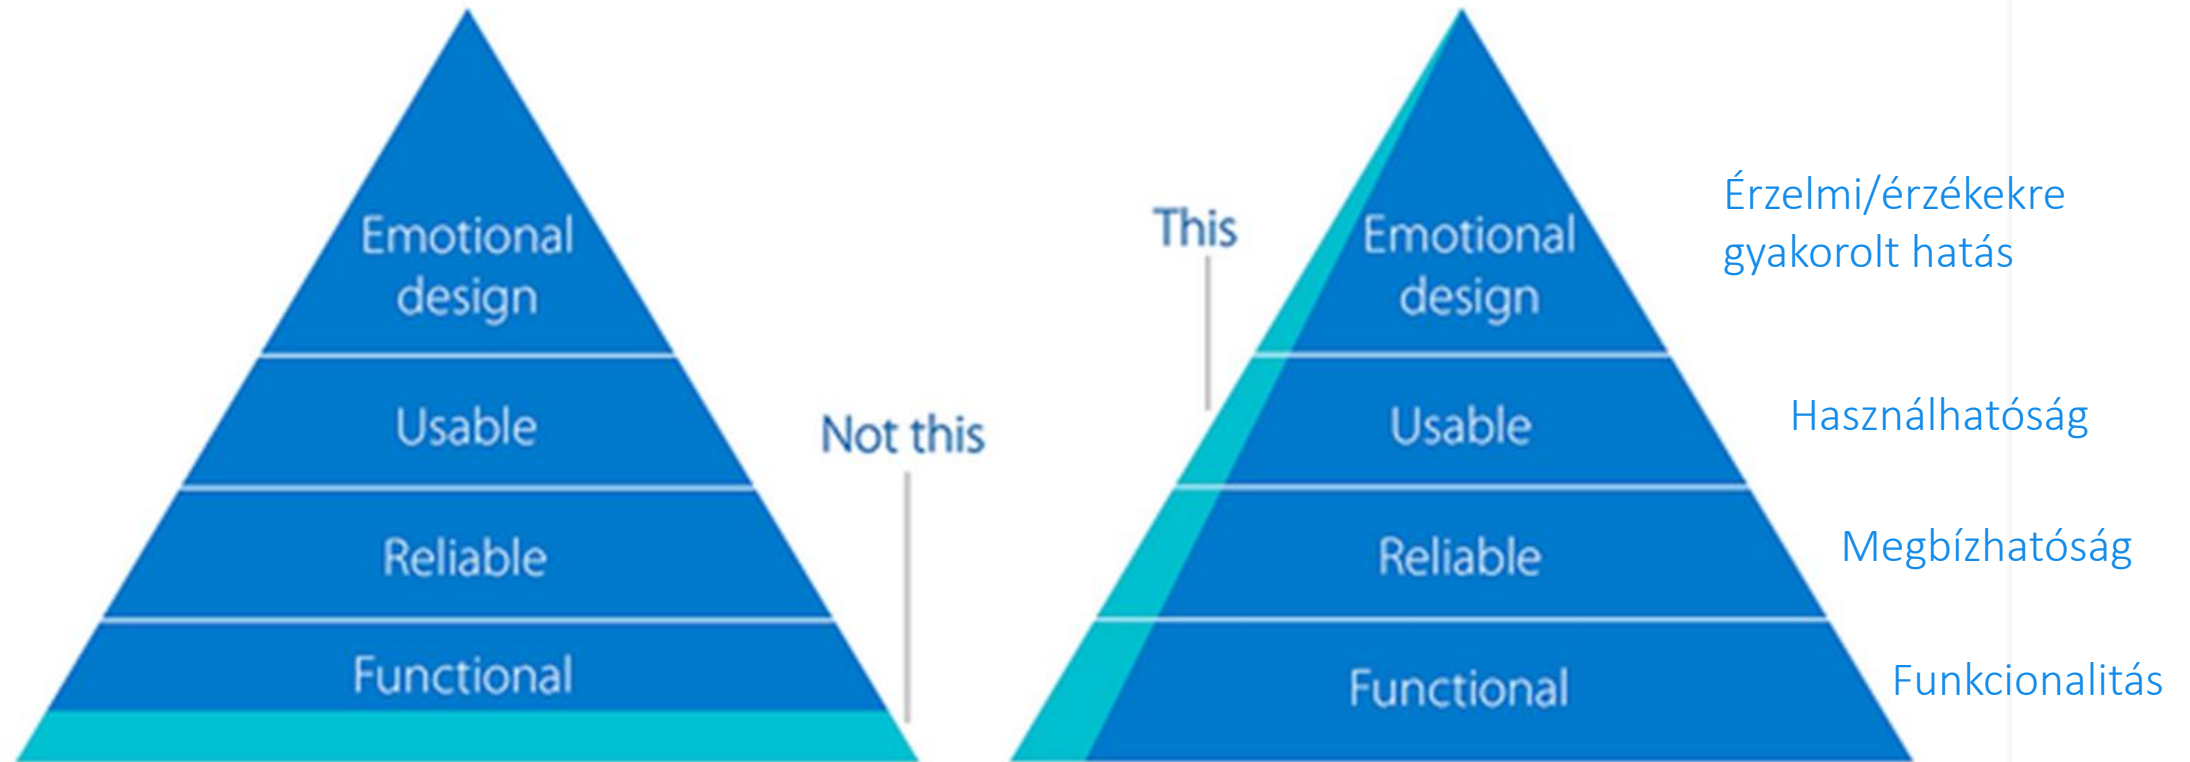 Emotional
design
Usable
Reliable
Functional
Not this
This
Emotional
design
Usable
Reliable
Functional
Érzelmi/érzékekre
gyakorolt hatás
Használhatóság
Megbízhatóság
Funkcionalitás